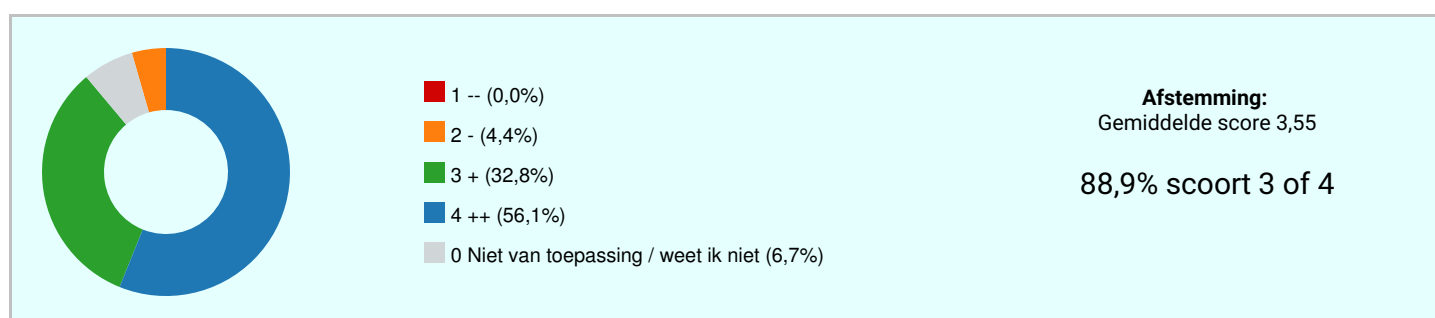 1 -- (0,0%)
2 - (4,4%)
3 + (32,8%)
4 ++ (56,1%)
0 Niet van toepassing / weet ik niet (6,7%)
Afstemming:
Gemiddelde score 3,55
88,9% scoort 3 of 4